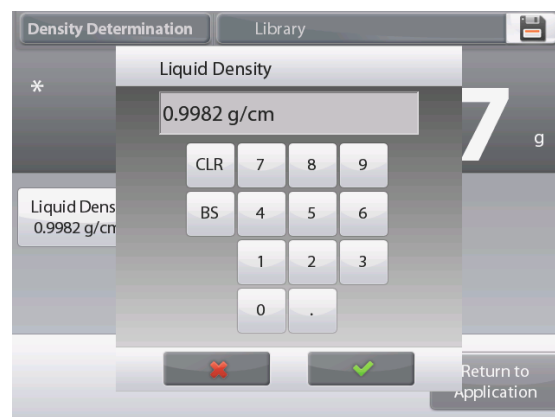 Density Determination Library
*
Liquid Density
0.9982 g/cm
7 g
CLR 7 8 9
Liquid Dens
0.9982 g/cm
BS 4 5 6
1 2 3
0 .
Return to
Application